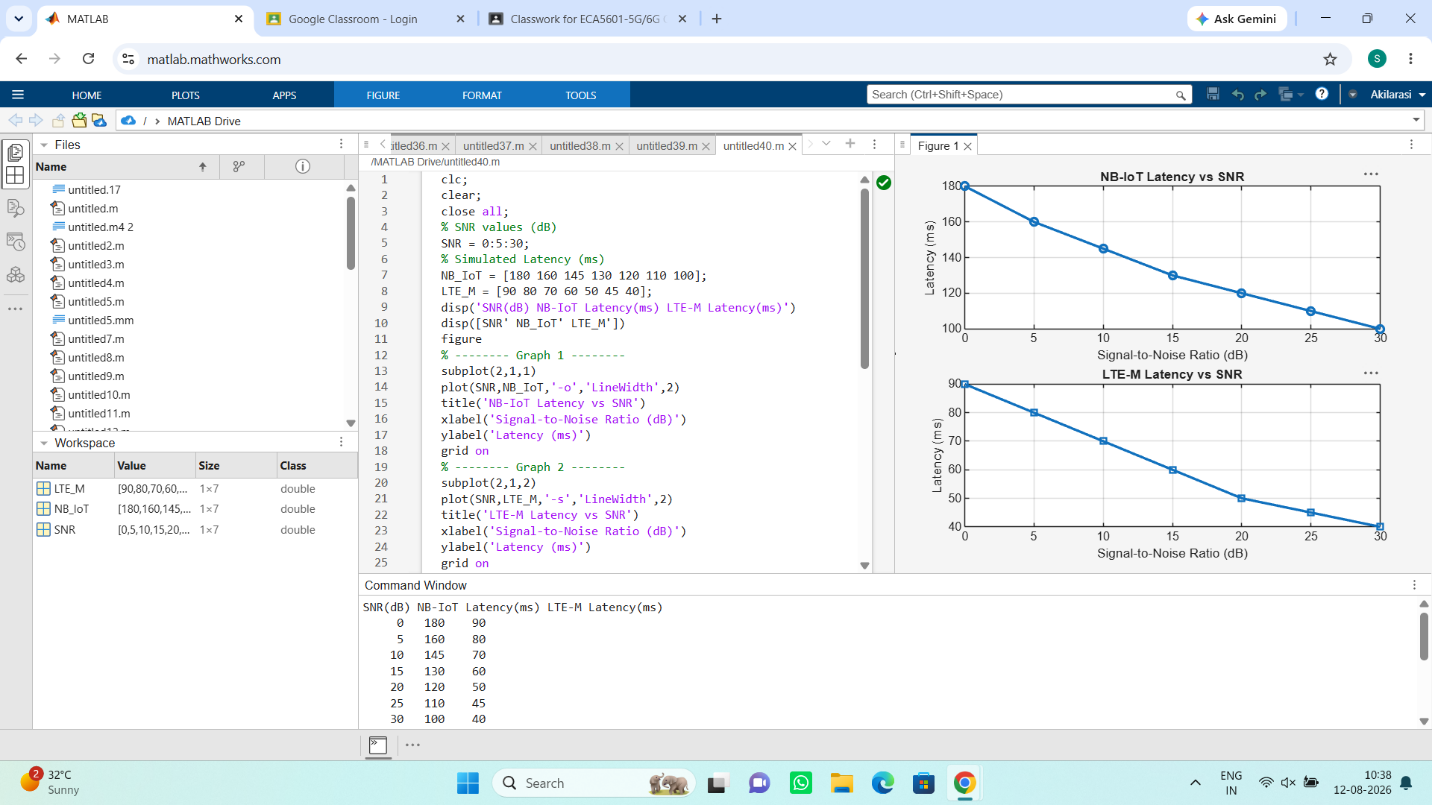 MATLAB
Google Classroom - Login
Classwork for ECA5601-5G/6G
Ask Gemini
matlab.mathworks.com
S
HOME PLOTS APPS FIGURE FORMAT TOOLS
Search (Ctrl+Shift+Space)
Akilarasi
/ › MATLAB Drive
Files
Name
untitled.17
untitled.m
untitled.m4 2
untitled2.m
untitled3.m
untitled4.m
untitled5.m
untitled5.mm
untitled7.m
untitled8.m
untitled9.m
untitled10.m
untitled11.m
Workspace
Name Value Size Class
LTE_M [90,80,70,60,... 1×7 double
NB_IoT [180,160,145,... 1×7 double
SNR [0,5,10,15,20,... 1×7 double
itled36.m untitled37.m untitled38.m untitled39.m untitled40.m
/MATLAB Drive/untitled40.m
1 clc;
2 clear;
3 close all;
4 % SNR values (dB)
5 SNR = 0:5:30;
6 % Simulated Latency (ms)
7 NB_IoT = [180 160 145 130 120 110 100];
8 LTE_M = [90 80 70 60 50 45 40];
9 disp('SNR(dB) NB-IoT Latency(ms) LTE-M Latency(ms)')
10 disp([SNR' NB_IoT' LTE_M'])
11 figure
12 % -------- Graph 1 --------
13 subplot(2,1,1)
14 plot(SNR,NB_IoT,'-o','LineWidth',2)
15 title('NB-IoT Latency vs SNR')
16 xlabel('Signal-to-Noise Ratio (dB)')
17 ylabel('Latency (ms)')
18 grid on
19 % -------- Graph 2 --------
20 subplot(2,1,2)
21 plot(SNR,LTE_M,'-s','LineWidth',2)
22 title('LTE-M Latency vs SNR')
23 xlabel('Signal-to-Noise Ratio (dB)')
24 ylabel('Latency (ms)')
25 grid on
Figure 1
NB-IoT Latency vs SNR
Latency (ms)
180
160
140
120
100
0 5 10 15 20 25 30
Signal-to-Noise Ratio (dB)
LTE-M Latency vs SNR
Latency (ms)
90
80
70
60
50
40
0 5 10 15 20 25 30
Signal-to-Noise Ratio (dB)
Command Window
SNR(dB) NB-IoT Latency(ms) LTE-M Latency(ms)
0 180 90
5 160 80
10 145 70
15 130 60
20 120 50
25 110 45
30 100 40
2
32°C
Sunny
Search
ENG
IN
10:38
12-08-2026